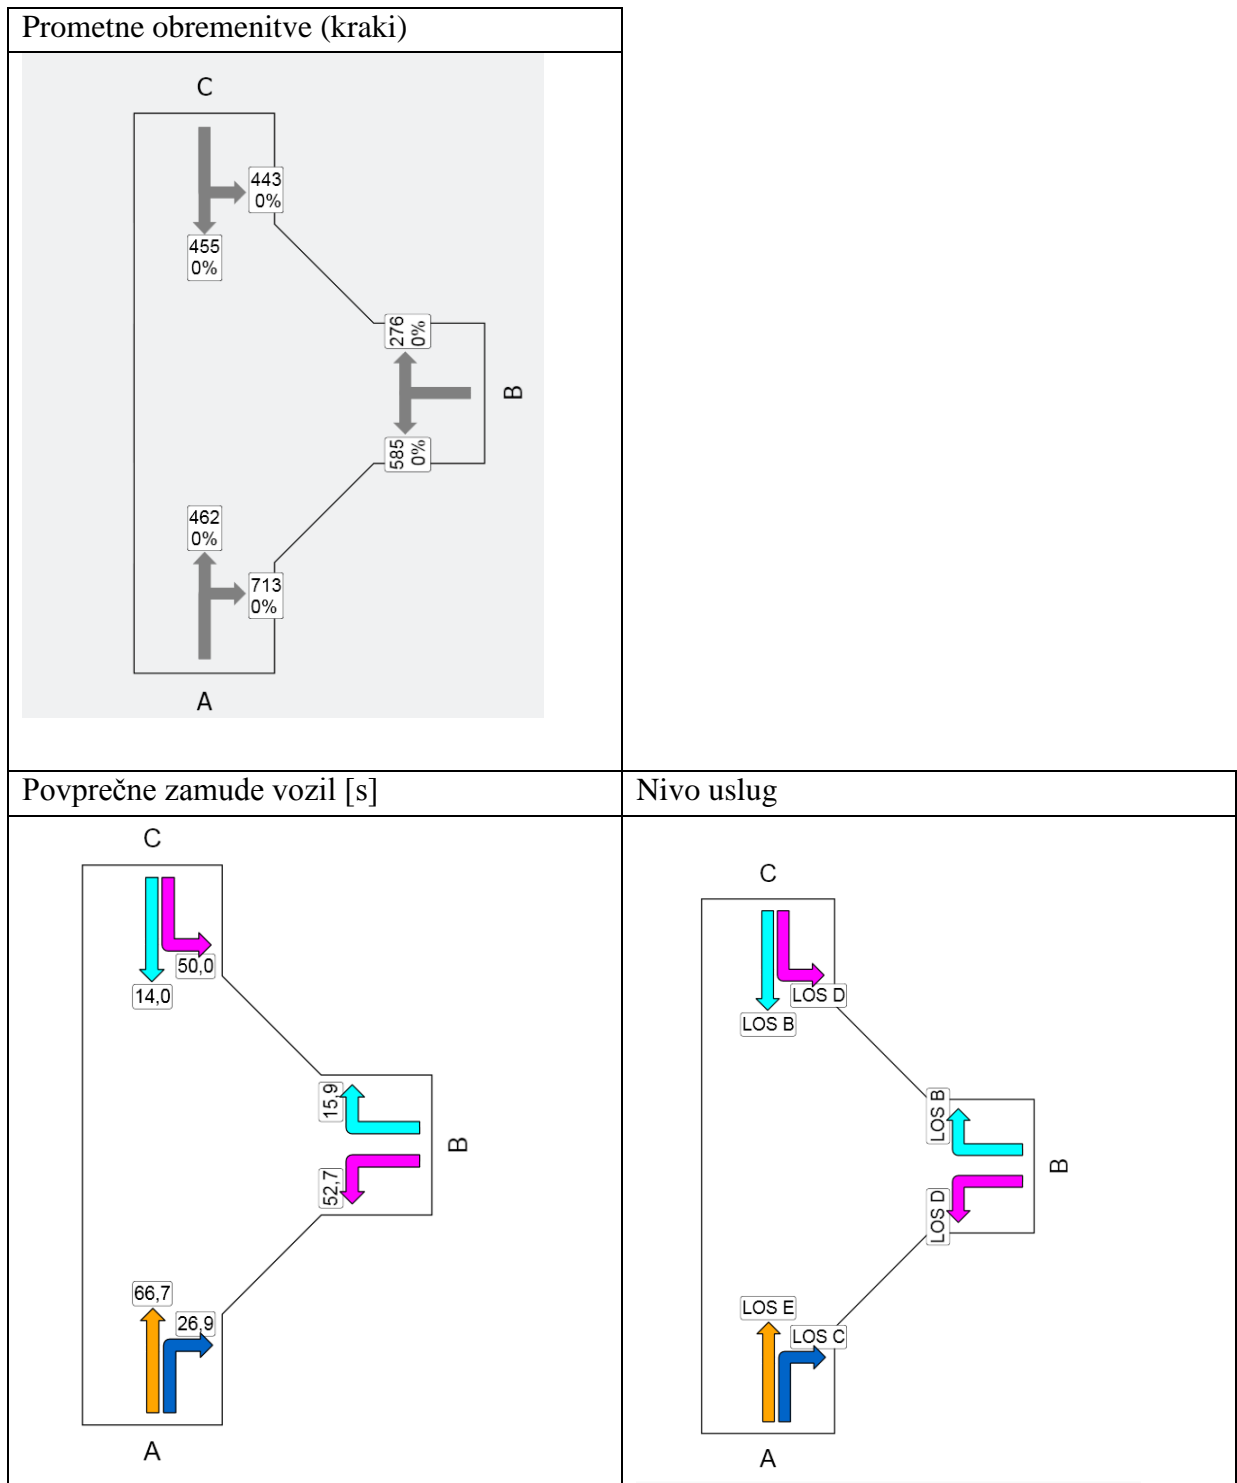 Prometne obremenitve (kraki)
C
443
0%
455
0%
276
0%
B
585
0%
462
0%
713
0%
A
Povprečne zamude vozil [s]
C
50,0
14,0
15,9
B
52,7
66,7
26,9
A
Nivo uslug
C
LOS D
LOS B
LOS B
B
LOS D
LOS E
LOS C
A